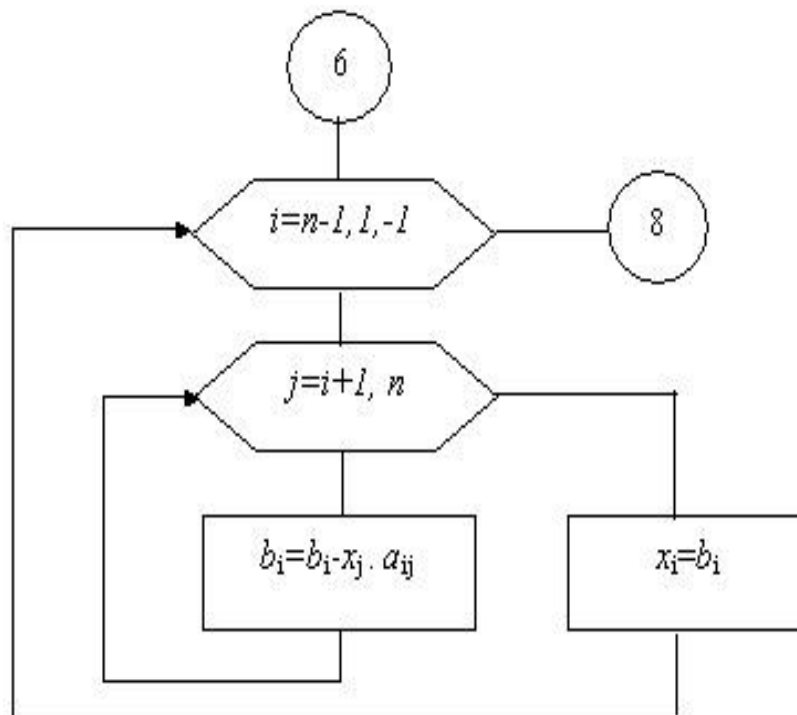 6
i=n-1, 1,-1
8
j=i+1, n
bi=bi-xj. aij
xi=bi